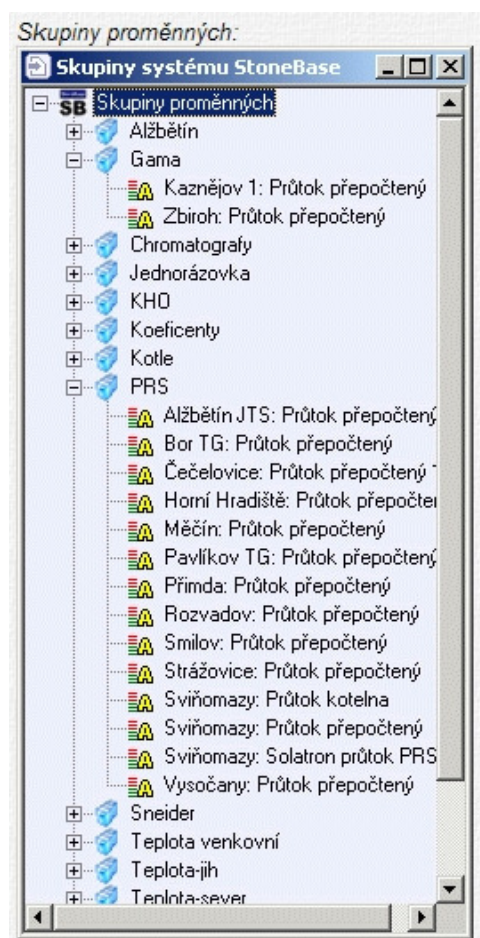 Skupiny proměnných:
Skupiny systému StoneBase
SB Skupiny proměnných
Alžbětín
Gama
Kaznějov 1: Průtok přepočtený
Zbiroh: Průtok přepočtený
Chromatografy
Jednorázovka
KHO
Koeficenty
Kotle
PRS
Alžbětín JTS: Průtok přepočtený
Bor TG: Průtok přepočtený
Čečelovice: Průtok přepočtený
Horní Hradiště: Průtok přepočte
Měčín: Průtok přepočtený
Pavlíkov TG: Průtok přepočtený
Přimda: Průtok přepočtený
Rozvadov: Průtok přepočtený
Smilov: Průtok přepočtený
Strážovice: Průtok přepočtený
Sviňomazy: Průtok kotelna
Sviňomazy: Průtok přepočtený
Sviňomazy: Solatron průtok PRS
Vysočany: Průtok přepočtený
Sneider
Teplota venkovní
Teplota-jih
Teplota-sever